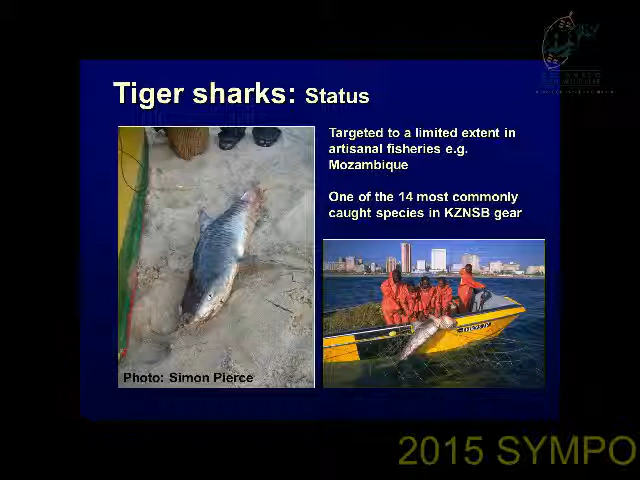 Tiger sharks: Status
Targeted to a limited extent in
artisanal fisheries e.g.
Mozambique
One of the 14 most commonly
caught species in KZNSB gear
Photo: Simon Pierce
2015 SYMPO